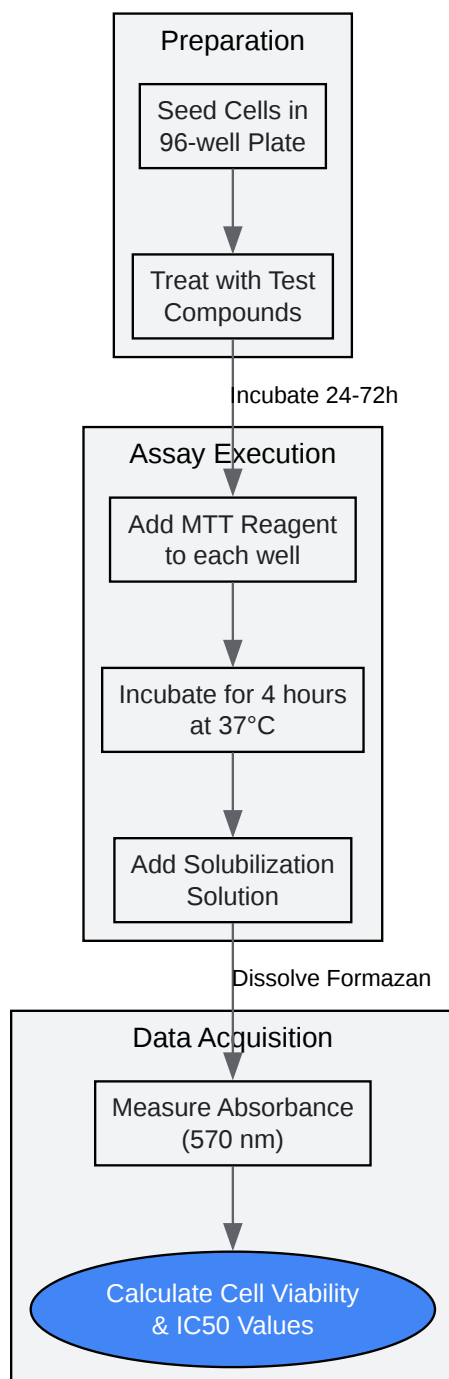 Preparation
Seed Cells in
96-well Plate
Treat with Test
Compounds
Incubate 24-72h
Assay Execution
Add MTT Reagent
to each well
Incubate for 4 hours
at 37°C
Add Solubilization
Solution
Dissolve Formazan
Data Acquisition
Measure Absorbance
(570 nm)
Calculate Cell Viability
& IC50 Values